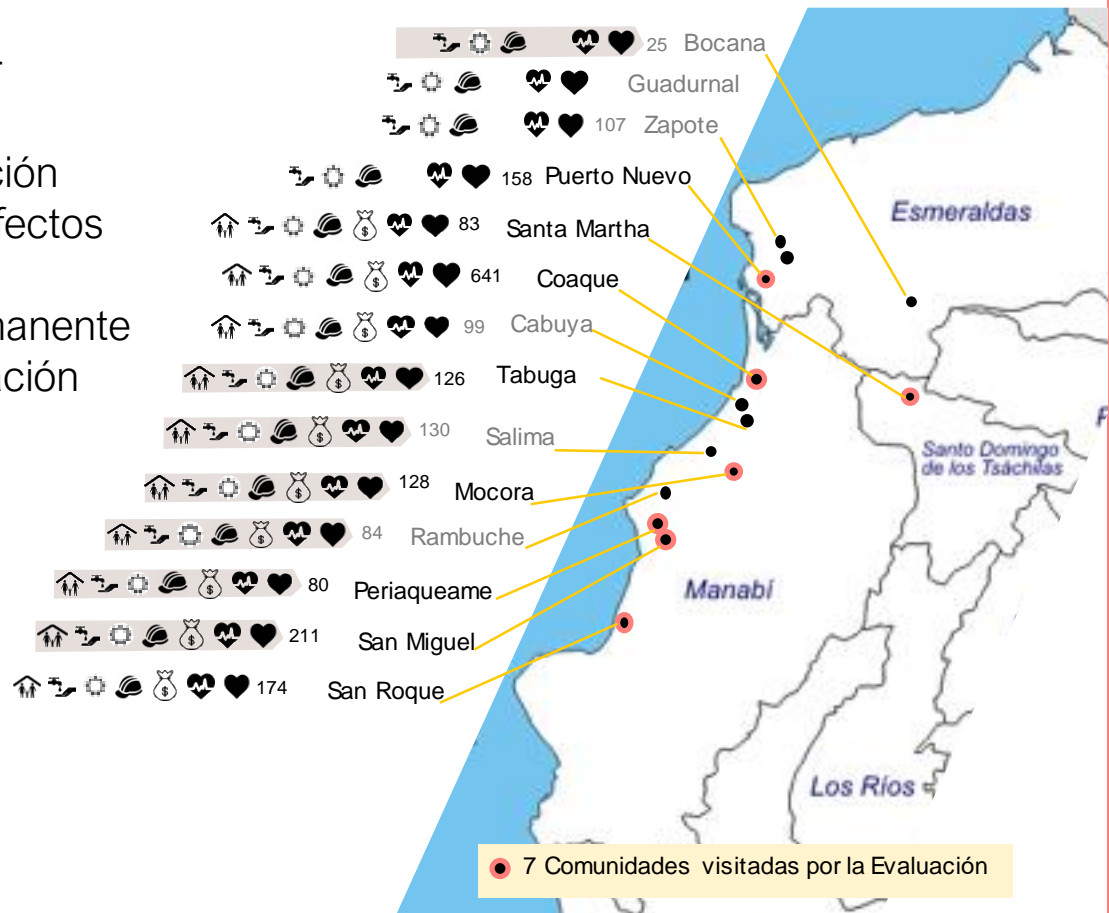 ción
fectos
manente
ación
25 Bocana
Guadurnal
107 Zapote
158 Puerto Nuevo
83 Santa Martha
641 Coaque
99 Cabuya
126 Tabuga
130 Salima
128 Mocora
84 Rambuche
80 Periaqueame
211 San Miguel
174 San Roque
Esmeraldas
Santo Domingo
de los Tsáchilas
P
Manabí
Los Ríos
7 Comunidades visitadas por la Evaluación